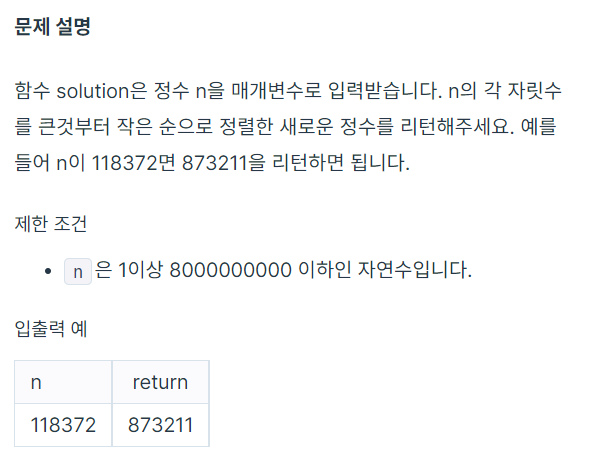 문제 설명
함수 solution은 정수 n을 매개변수로 입력받습니다. n의 각 자릿수
를 큰것부터 작은 순으로 정렬한 새로운 정수를 리턴해주세요. 예를
들어 n이 118372면 873211을 리턴하면 됩니다.
제한 조건
• n 은 1이상 8000000000 이하인 자연수입니다.
입출력 예
n return
118372 873211